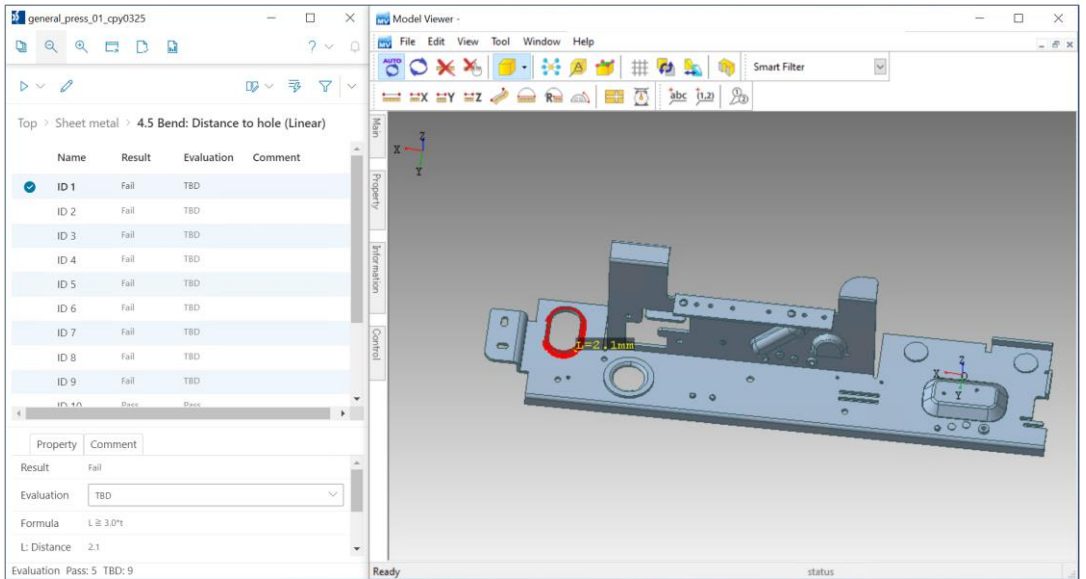 general_press_01_cpy0325
Top > Sheet metal > 4.5 Bend: Distance to hole (Linear)
Name Result Evaluation Comment
ID 1 Fail TBD
ID 2 Fail TBD
ID 3 Fail TBD
ID 4 Fail TBD
ID 5 Fail TBD
ID 6 Fail TBD
ID 7 Fail TBD
ID 8 Fail TBD
ID 9 Fail TBD
ID 10 Pass Pass
Property Comment
Result Fail
Evaluation TBD
Formula L ≧ 3.0*t
L: Distance 2.1
Evaluation Pass: 5 TBD: 9
Model Viewer -
MV File Edit View Tool Window Help
AUTO
Smart Filter
X Y Z R abc (1,2)
Main
Property
Information
Control
Z
X
Y
L=2.1mm
Z
X
Y
Ready status